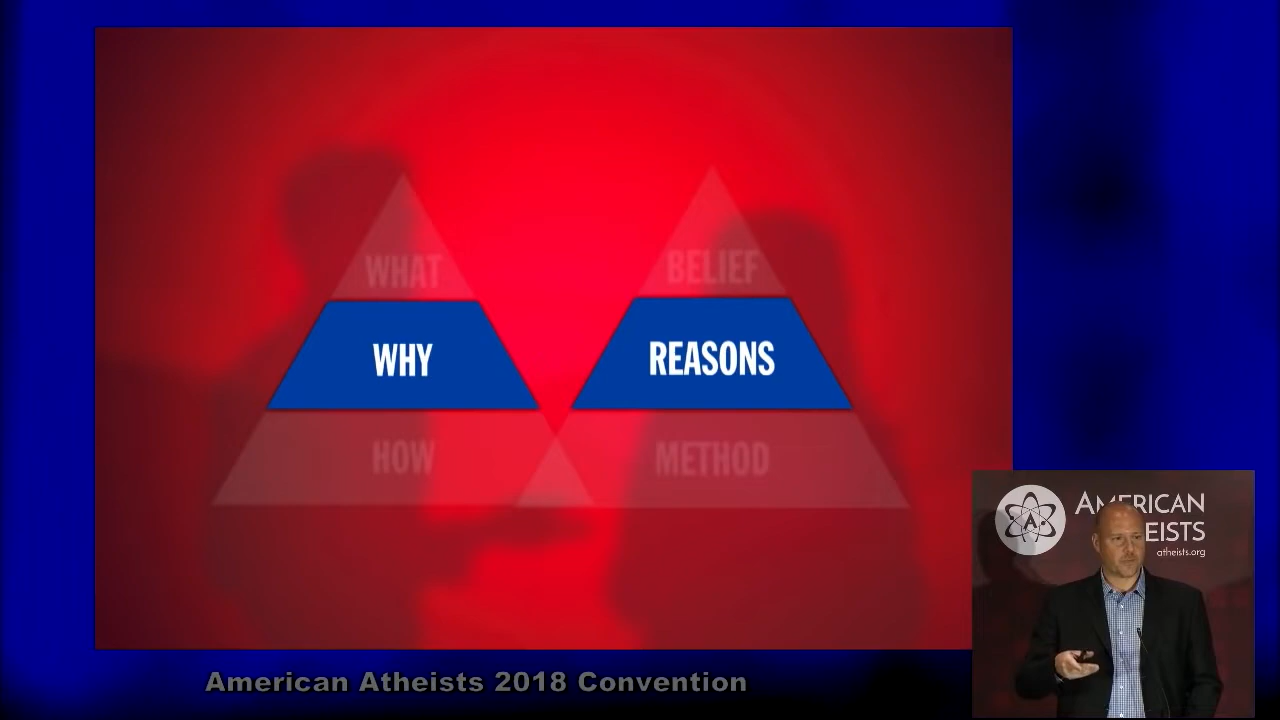 WHAT
BELIEF
WHY
REASONS
HOW
METHOD
AMERICAN
EISTS
atheists.org
A
American Atheists 2018 Convention